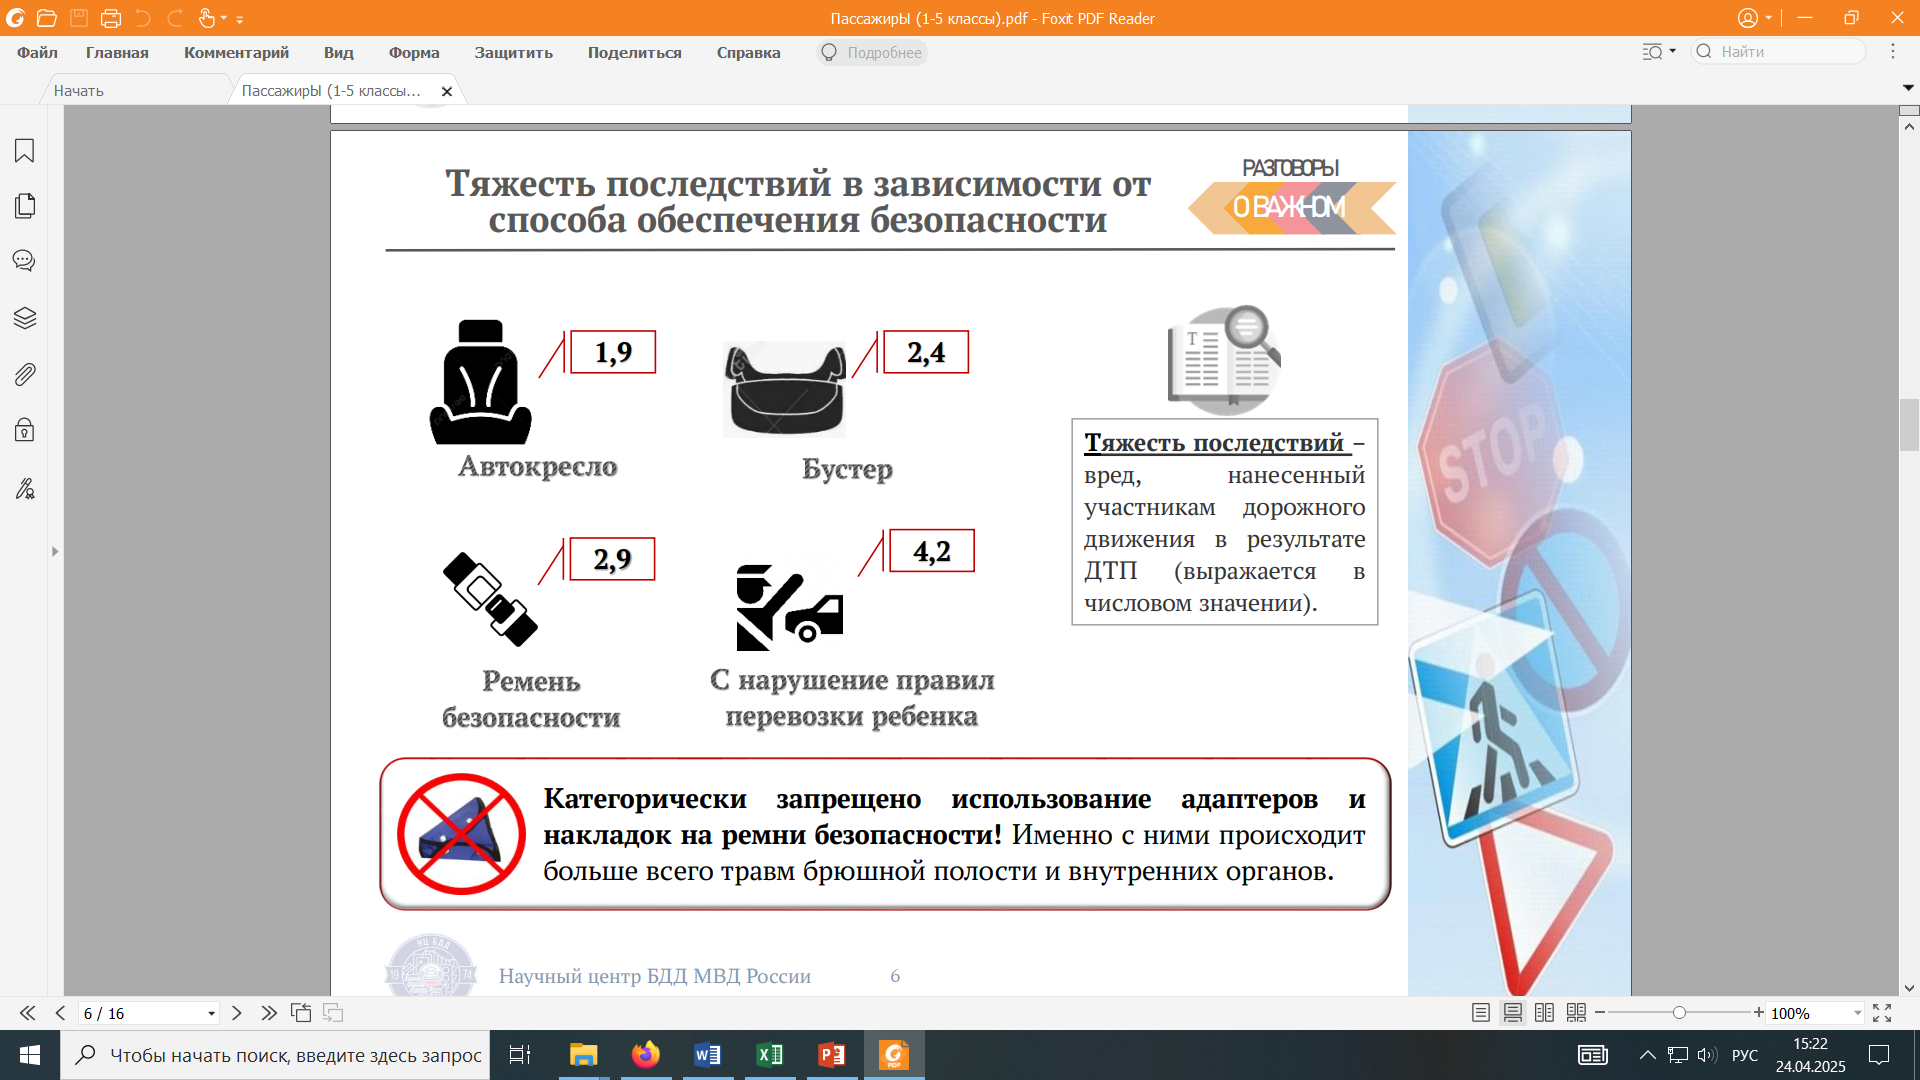 ПассажирЫ (1-5 классы).pdf - Foxit PDF Reader
Файл Главная Комментарий Вид Форма Защитить Поделиться Справка Подробнее Найти
Начать ПассажирЫ (1-5 классы...
Тяжесть последствий в зависимости от
способа обеспечения безопасности
РАЗГОВОРЫ
О ВАЖНОМ
1,9
Автокресло
2,4
Бустер
2,9
Ремень
безопасности
4,2
С нарушение правил
перевозки ребенка
T
Тяжесть последствий –
вред, нанесенный
участникам дорожного
движения в результате
ДТП (выражается в
числовом значении).
STOP
Категорически запрещено использование адаптеров и
накладок на ремни безопасности! Именно с ними происходит
больше всего травм брюшной полости и внутренних органов.
НЦ БДД
19 74
Научный центр БДД МВД России 6
6 / 16
100%
Чтобы начать поиск, введите здесь запрос
PDF
РУС
15:22
24.04.2025